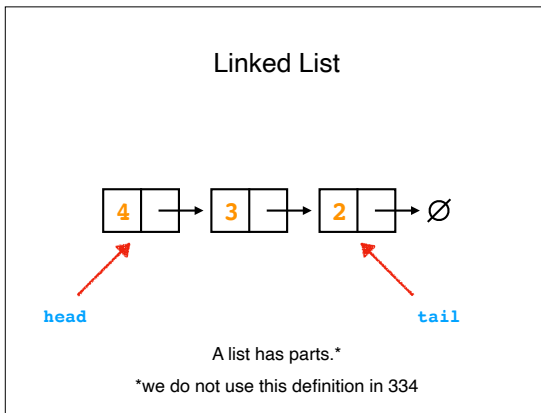 Linked List
4 3 2 ∅
head tail
A list has parts.*
*we do not use this definition in 334